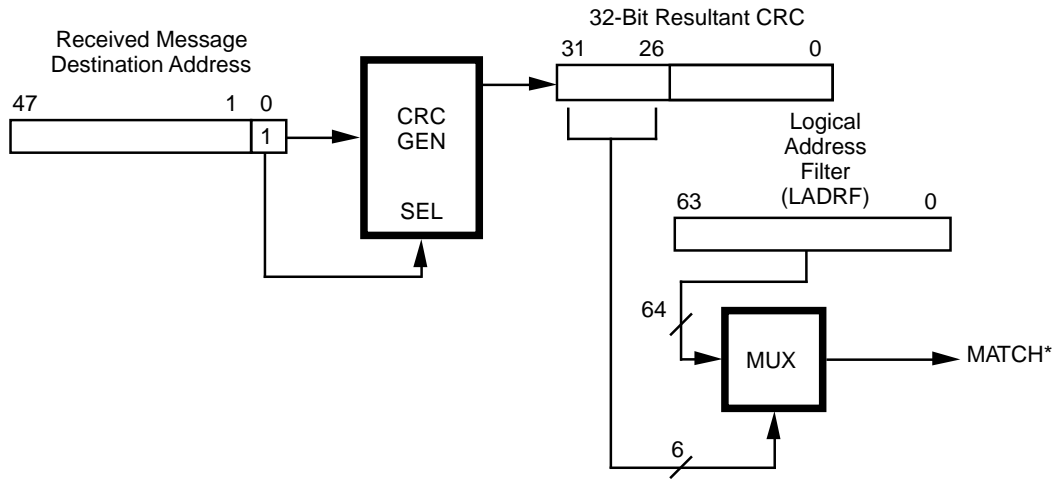 32-Bit Resultant CRC
31 26 0
Received Message
Destination Address
47 1 0
1
CRC
GEN
SEL
Logical
Address
Filter
(LADRF)
63 0
64
MUX
MATCH*
6